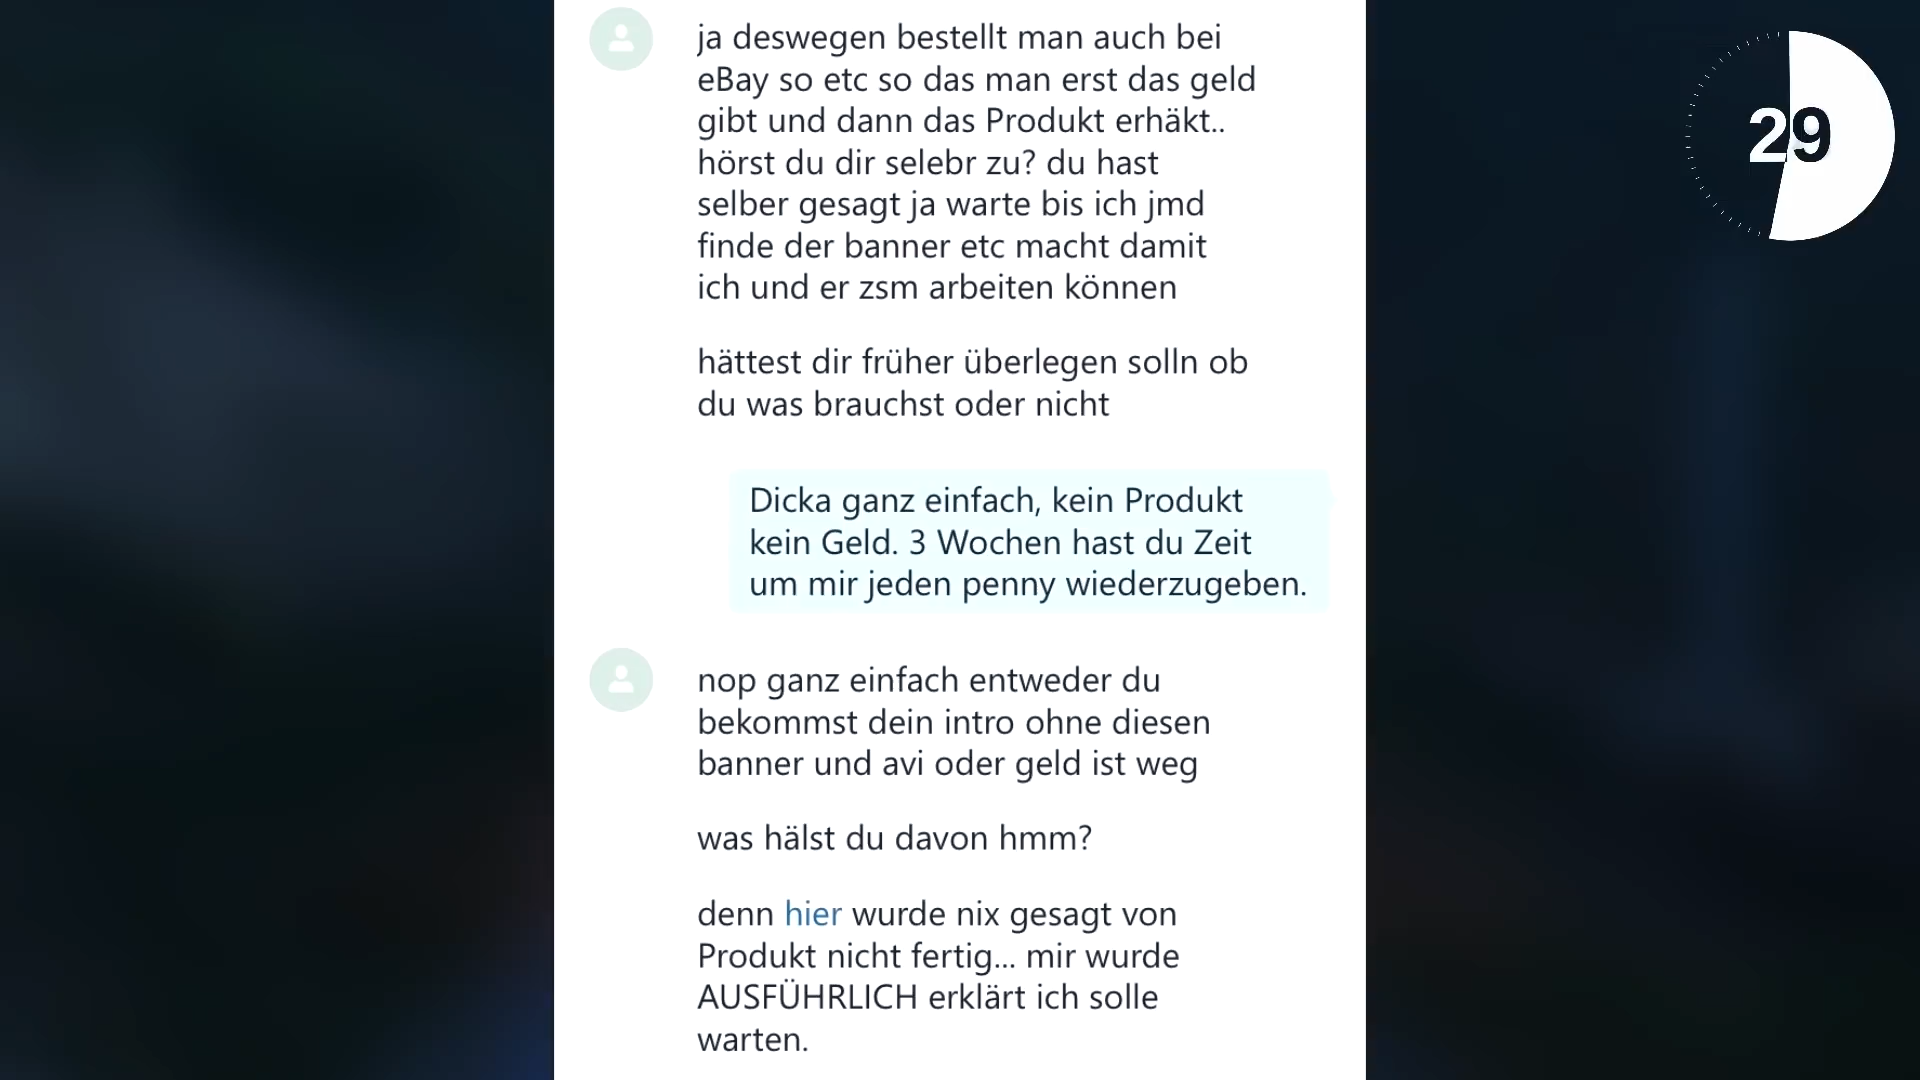 ja deswegen bestellt man auch bei
eBay so etc so das man erst das geld
gibt und dann das Produkt erhäkt..
hörst du dir selebr zu? du hast
selber gesagt ja warte bis ich jmd
finde der banner etc macht damit
ich und er zsm arbeiten können
hättest dir früher überlegen solln ob
du was brauchst oder nicht
29
Dicka ganz einfach, kein Produkt
kein Geld. 3 Wochen hast du Zeit
um mir jeden penny wiederzugeben.
nop ganz einfach entweder du
bekommst dein intro ohne diesen
banner und avi oder geld ist weg
was hälst du davon hmm?
denn hier wurde nix gesagt von
Produkt nicht fertig... mir wurde
AUSFÜHRLICH erklärt ich solle
warten.